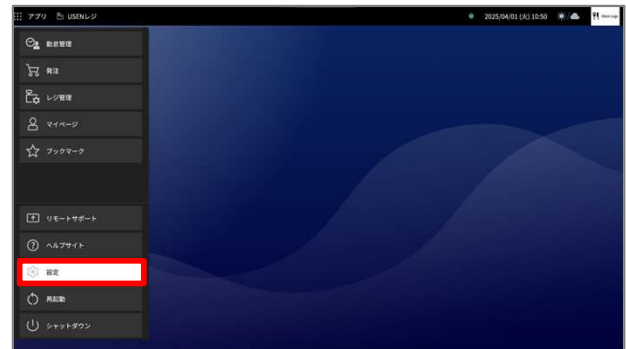 アプリ USENレジ 2025/04/01 (火) 10:50
勤怠管理
発注
レジ管理
マイページ
ブックマーク
リモートサポート
ヘルプサイト
設定
再起動
シャットダウン